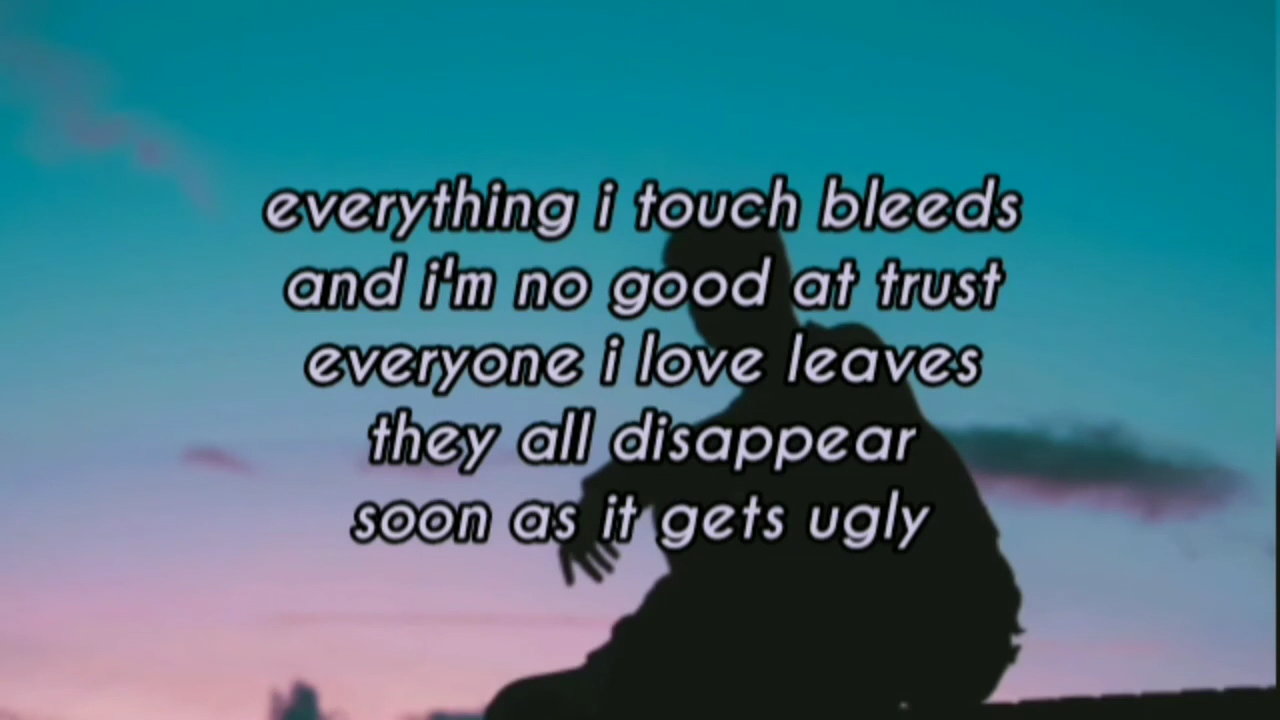 everything i touch bleeds
and i'm no good at trust
everyone i love leaves
they all disappear
soon as it gets ugly